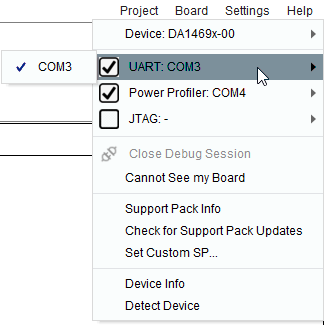 Project Board Settings Help
Device: DA1469x-00
COM3
UART: COM3
Power Profiler: COM4
JTAG: -
Close Debug Session
Cannot See my Board
Support Pack Info
Check for Support Pack Updates
Set Custom SP...
Device Info
Detect Device